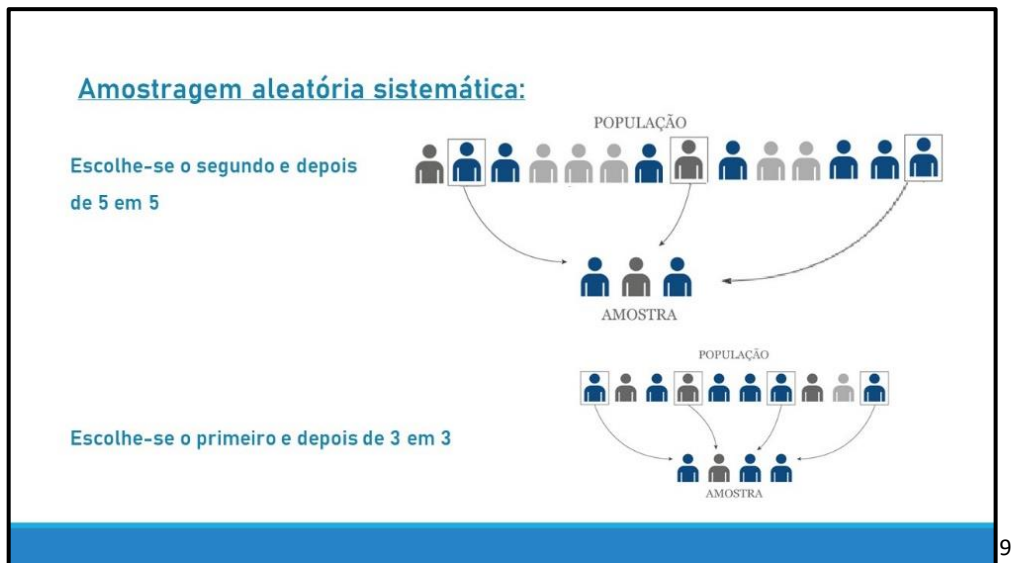 Amostragem aleatória sistemática:
POPULAÇÃO
Escolhe-se o segundo e depois
de 5 em 5
AMOSTRA
POPULAÇÃO
Escolhe-se o primeiro e depois de 3 em 3
AMOSTRA
9